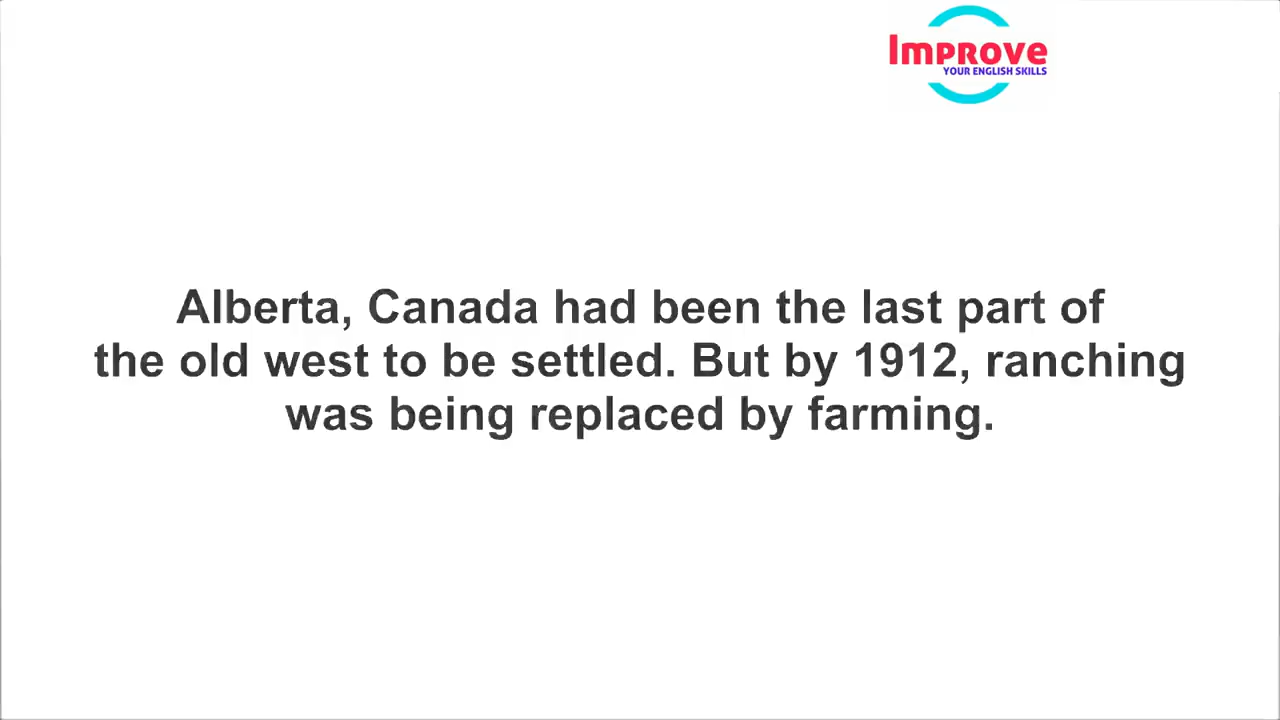 Improve
YOUR ENGLISH SKILLS
Alberta, Canada had been the last part of
the old west to be settled. But by 1912, ranching
was being replaced by farming.